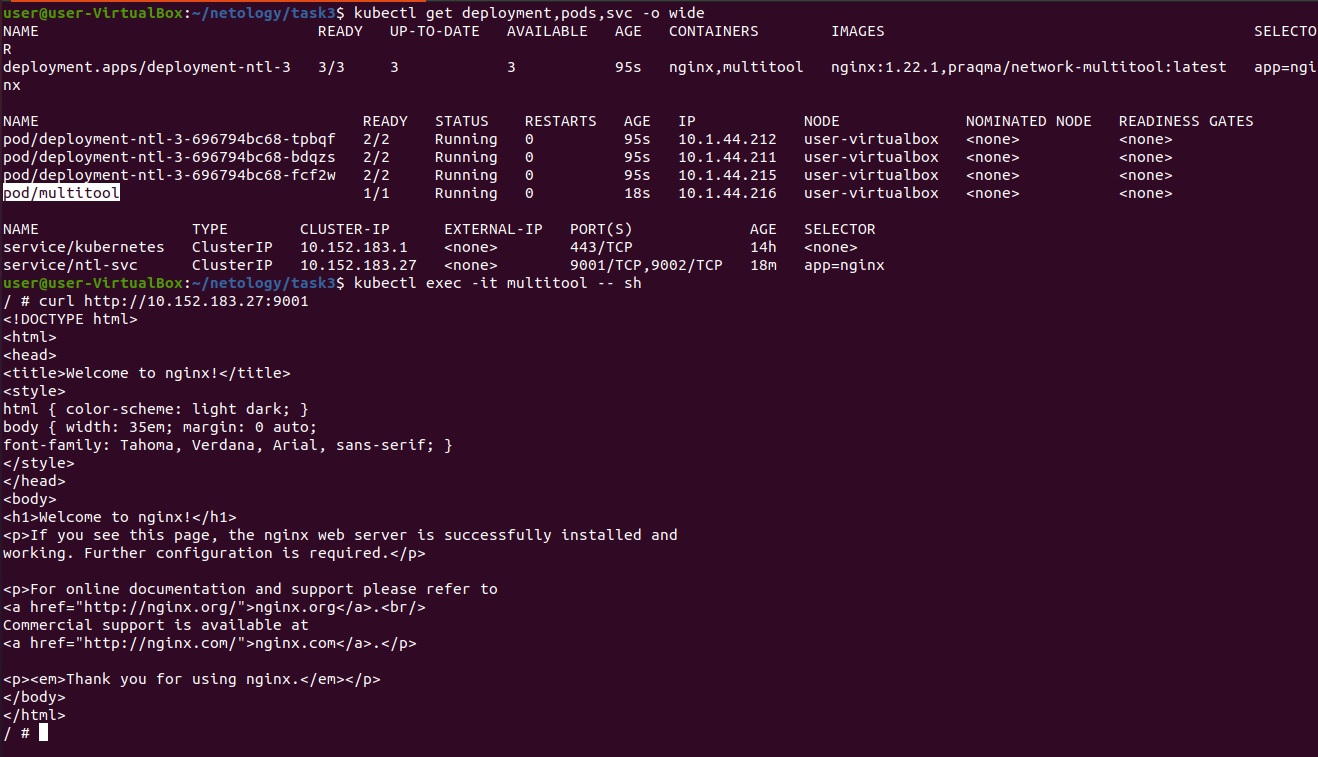 user@user-VirtualBox:~/netology/task3$ kubectl get deployment,pods,svc -o wide
NAME                               READY   UP-TO-DATE   AVAILABLE   AGE   CONTAINERS        IMAGES                                         SELECTO
R
deployment.apps/deployment-ntl-3   3/3     3            3           95s   nginx,multitool   nginx:1.22.1,praqma/network-multitool:latest   app=ngi
nx

NAME                                    READY   STATUS    RESTARTS   AGE   IP            NODE              NOMINATED NODE   READINESS GATES
pod/deployment-ntl-3-696794bc68-tpbqf   2/2     Running   0          95s   10.1.44.212   user-virtualbox   <none>           <none>
pod/deployment-ntl-3-696794bc68-bdqzs   2/2     Running   0          95s   10.1.44.211   user-virtualbox   <none>           <none>
pod/deployment-ntl-3-696794bc68-fcf2w   2/2     Running   0          95s   10.1.44.215   user-virtualbox   <none>           <none>
pod/multitool                           1/1     Running   0          18s   10.1.44.216   user-virtualbox   <none>           <none>

NAME                 TYPE        CLUSTER-IP      EXTERNAL-IP   PORT(S)             AGE   SELECTOR
service/kubernetes   ClusterIP   10.152.183.1    <none>        443/TCP             14h   <none>
service/ntl-svc      ClusterIP   10.152.183.27   <none>        9001/TCP,9002/TCP   18m   app=nginx
user@user-VirtualBox:~/netology/task3$ kubectl exec -it multitool -- sh
/ # curl http://10.152.183.27:9001
<!DOCTYPE html>
<html>
<head>
<title>Welcome to nginx!</title>
<style>
html { color-scheme: light dark; }
body { width: 35em; margin: 0 auto;
font-family: Tahoma, Verdana, Arial, sans-serif; }
</style>
</head>
<body>
<h1>Welcome to nginx!</h1>
<p>If you see this page, the nginx web server is successfully installed and
working. Further configuration is required.</p>

<p>For online documentation and support please refer to
<a href="http://nginx.org/">nginx.org</a>.<br/>
Commercial support is available at
<a href="http://nginx.com/">nginx.com</a>.</p>

<p><em>Thank you for using nginx.</em></p>
</body>
</html>
/ #